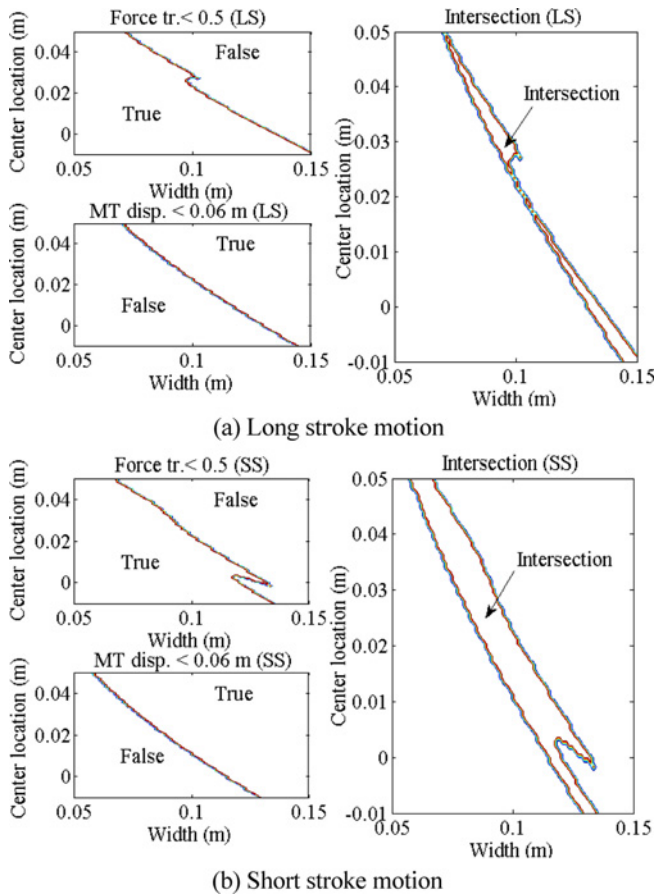 Force tr.< 0.5 (LS)
0.04
0.02
0
0.05
0.1
0.15
Center location (m)
Width (m)
False
True
MT disp. < 0.06 m (LS)
0.04
0.02
0
0.05
0.1
0.15
Center location (m)
Width (m)
True
False
Intersection (LS)
0.05
0.04
0.03
0.02
0.01
0
-0.01
0.05
0.1
0.15
Center location (m)
Width (m)
Intersection
(a) Long stroke motion
Force tr.< 0.5 (SS)
0.04
0.02
0
0.05
0.1
0.15
Center location (m)
Width (m)
False
True
MT disp. < 0.06 m (SS)
0.04
0.02
0
0.05
0.1
0.15
Center location (m)
Width (m)
True
False
Intersection (SS)
0.05
0.04
0.03
0.02
0.01
0
-0.01
0.05
0.1
0.15
Center location (m)
Width (m)
Intersection
(b) Short stroke motion